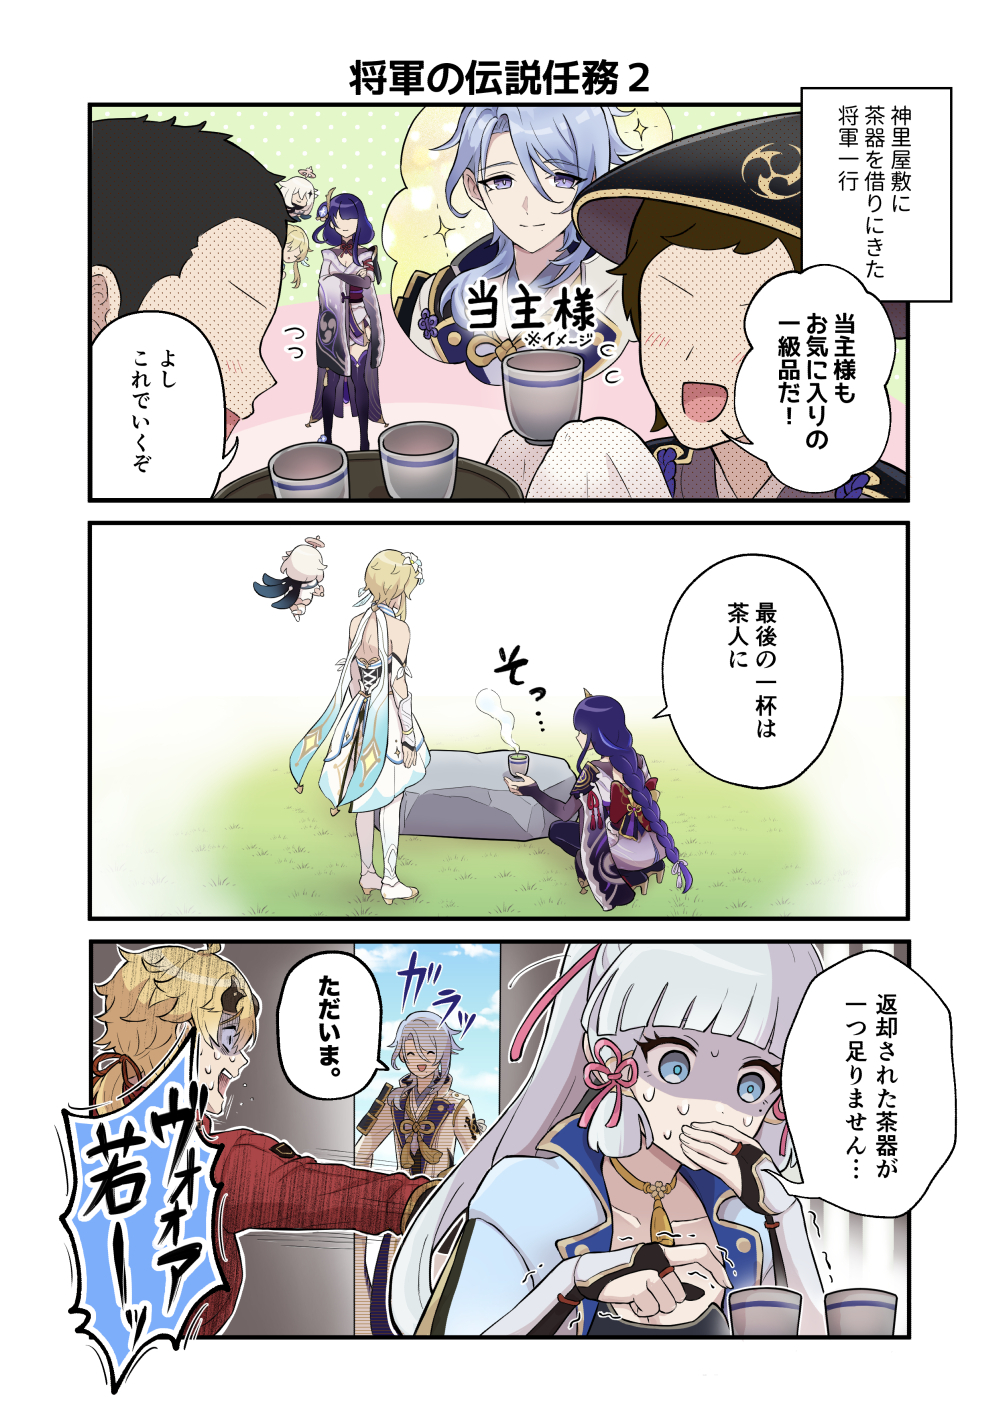 将軍の伝説任務２
神里屋敷に
茶器を借りにきた
将軍一行
当主様も
お気に入りの
一級品だ！
当主様
※イメージ
よし
これでいくぞ
最後の一杯は
茶人に
そっ…
返却された茶器が
一つ足りません…
ガラッ
ただいま。
ヴォォア
若ーーッ